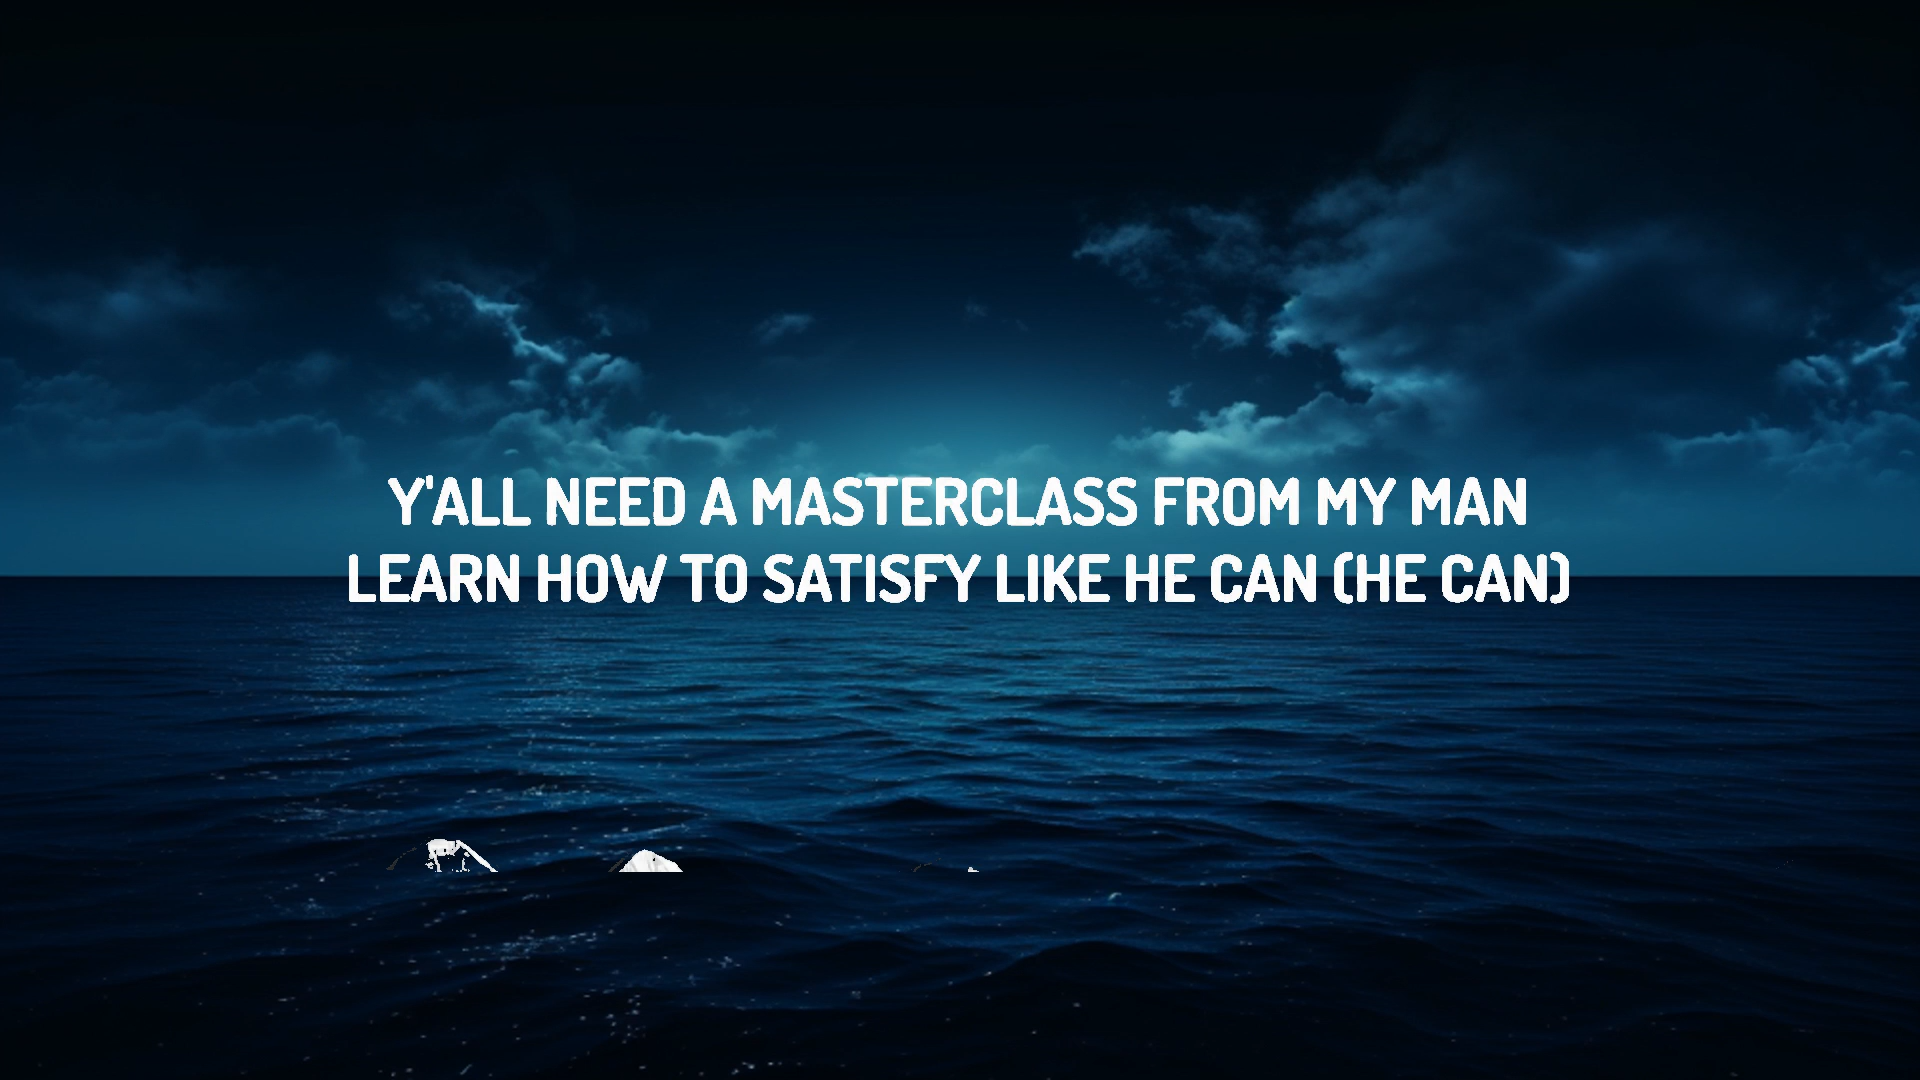 Y'ALL NEED A MASTERCLASS FROM MY MAN
LEARN HOW TO SATISFY LIKE HE CAN (HE CAN)